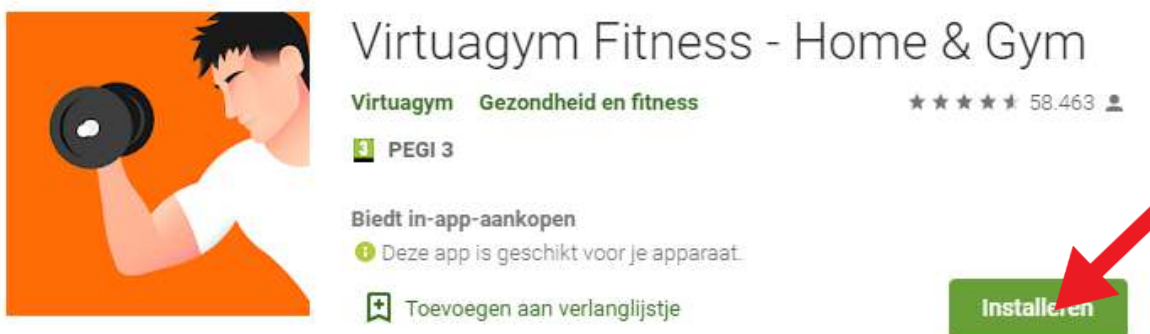 Virtuagym Fitness - Home & Gym
Virtuagym Gezondheid en fitness 58.463
3 PEGI 3
Biedt in-app-aankopen
Deze app is geschikt voor je apparaat.
Toevoegen aan verlanglijstje
Installeren